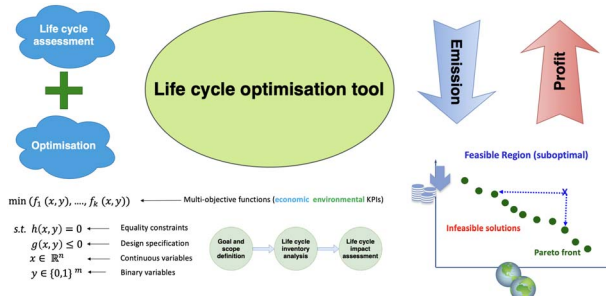 Life cycle
assessment
Optimisation
Life cycle optimisation tool
Emission
Profit
min (f₁ (x, y), ...., fₖ (x, y))
Multi-objective functions (economic environmental KPIs)
s.t. h(x, y) = 0
Equality constraints
g(x, y) ≤ 0
Design specification
x ∈ ℝⁿ
Continuous variables
y ∈ {0,1}ᵐ
Binary variables
Goal and
scope
definition
Life cycle
inventory
analysis
Life cycle
impact
assessment
Feasible Region (suboptimal)
X
Infeasible solutions
Pareto front